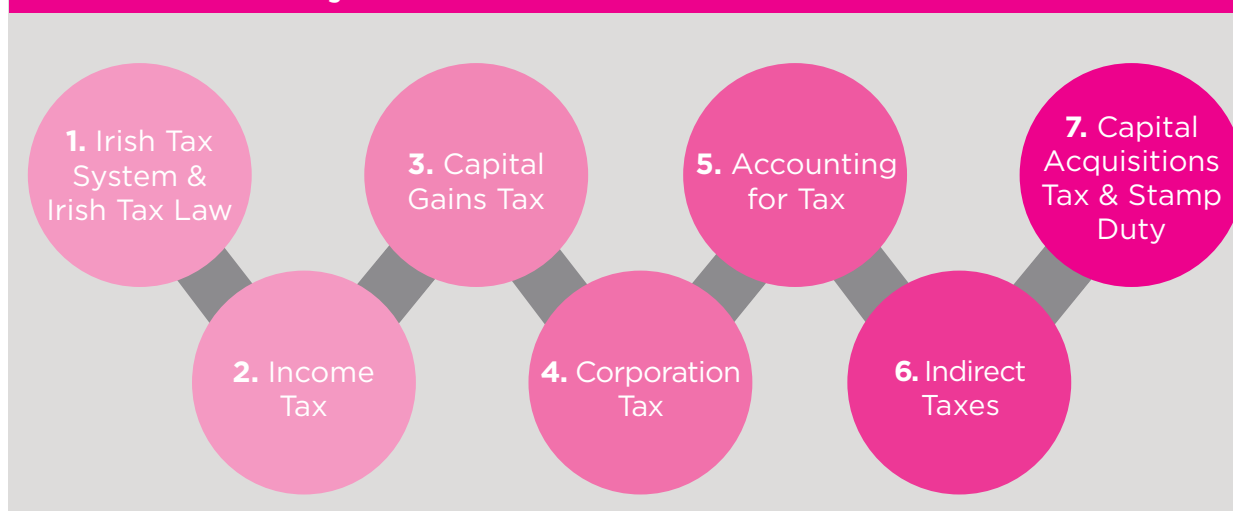 1. Irish Tax
System &
Irish Tax Law
2. Income
Tax
3. Capital
Gains Tax
4. Corporation
Tax
5. Accounting
for Tax
6. Indirect
Taxes
7. Capital
Acquisitions
Tax & Stamp
Duty